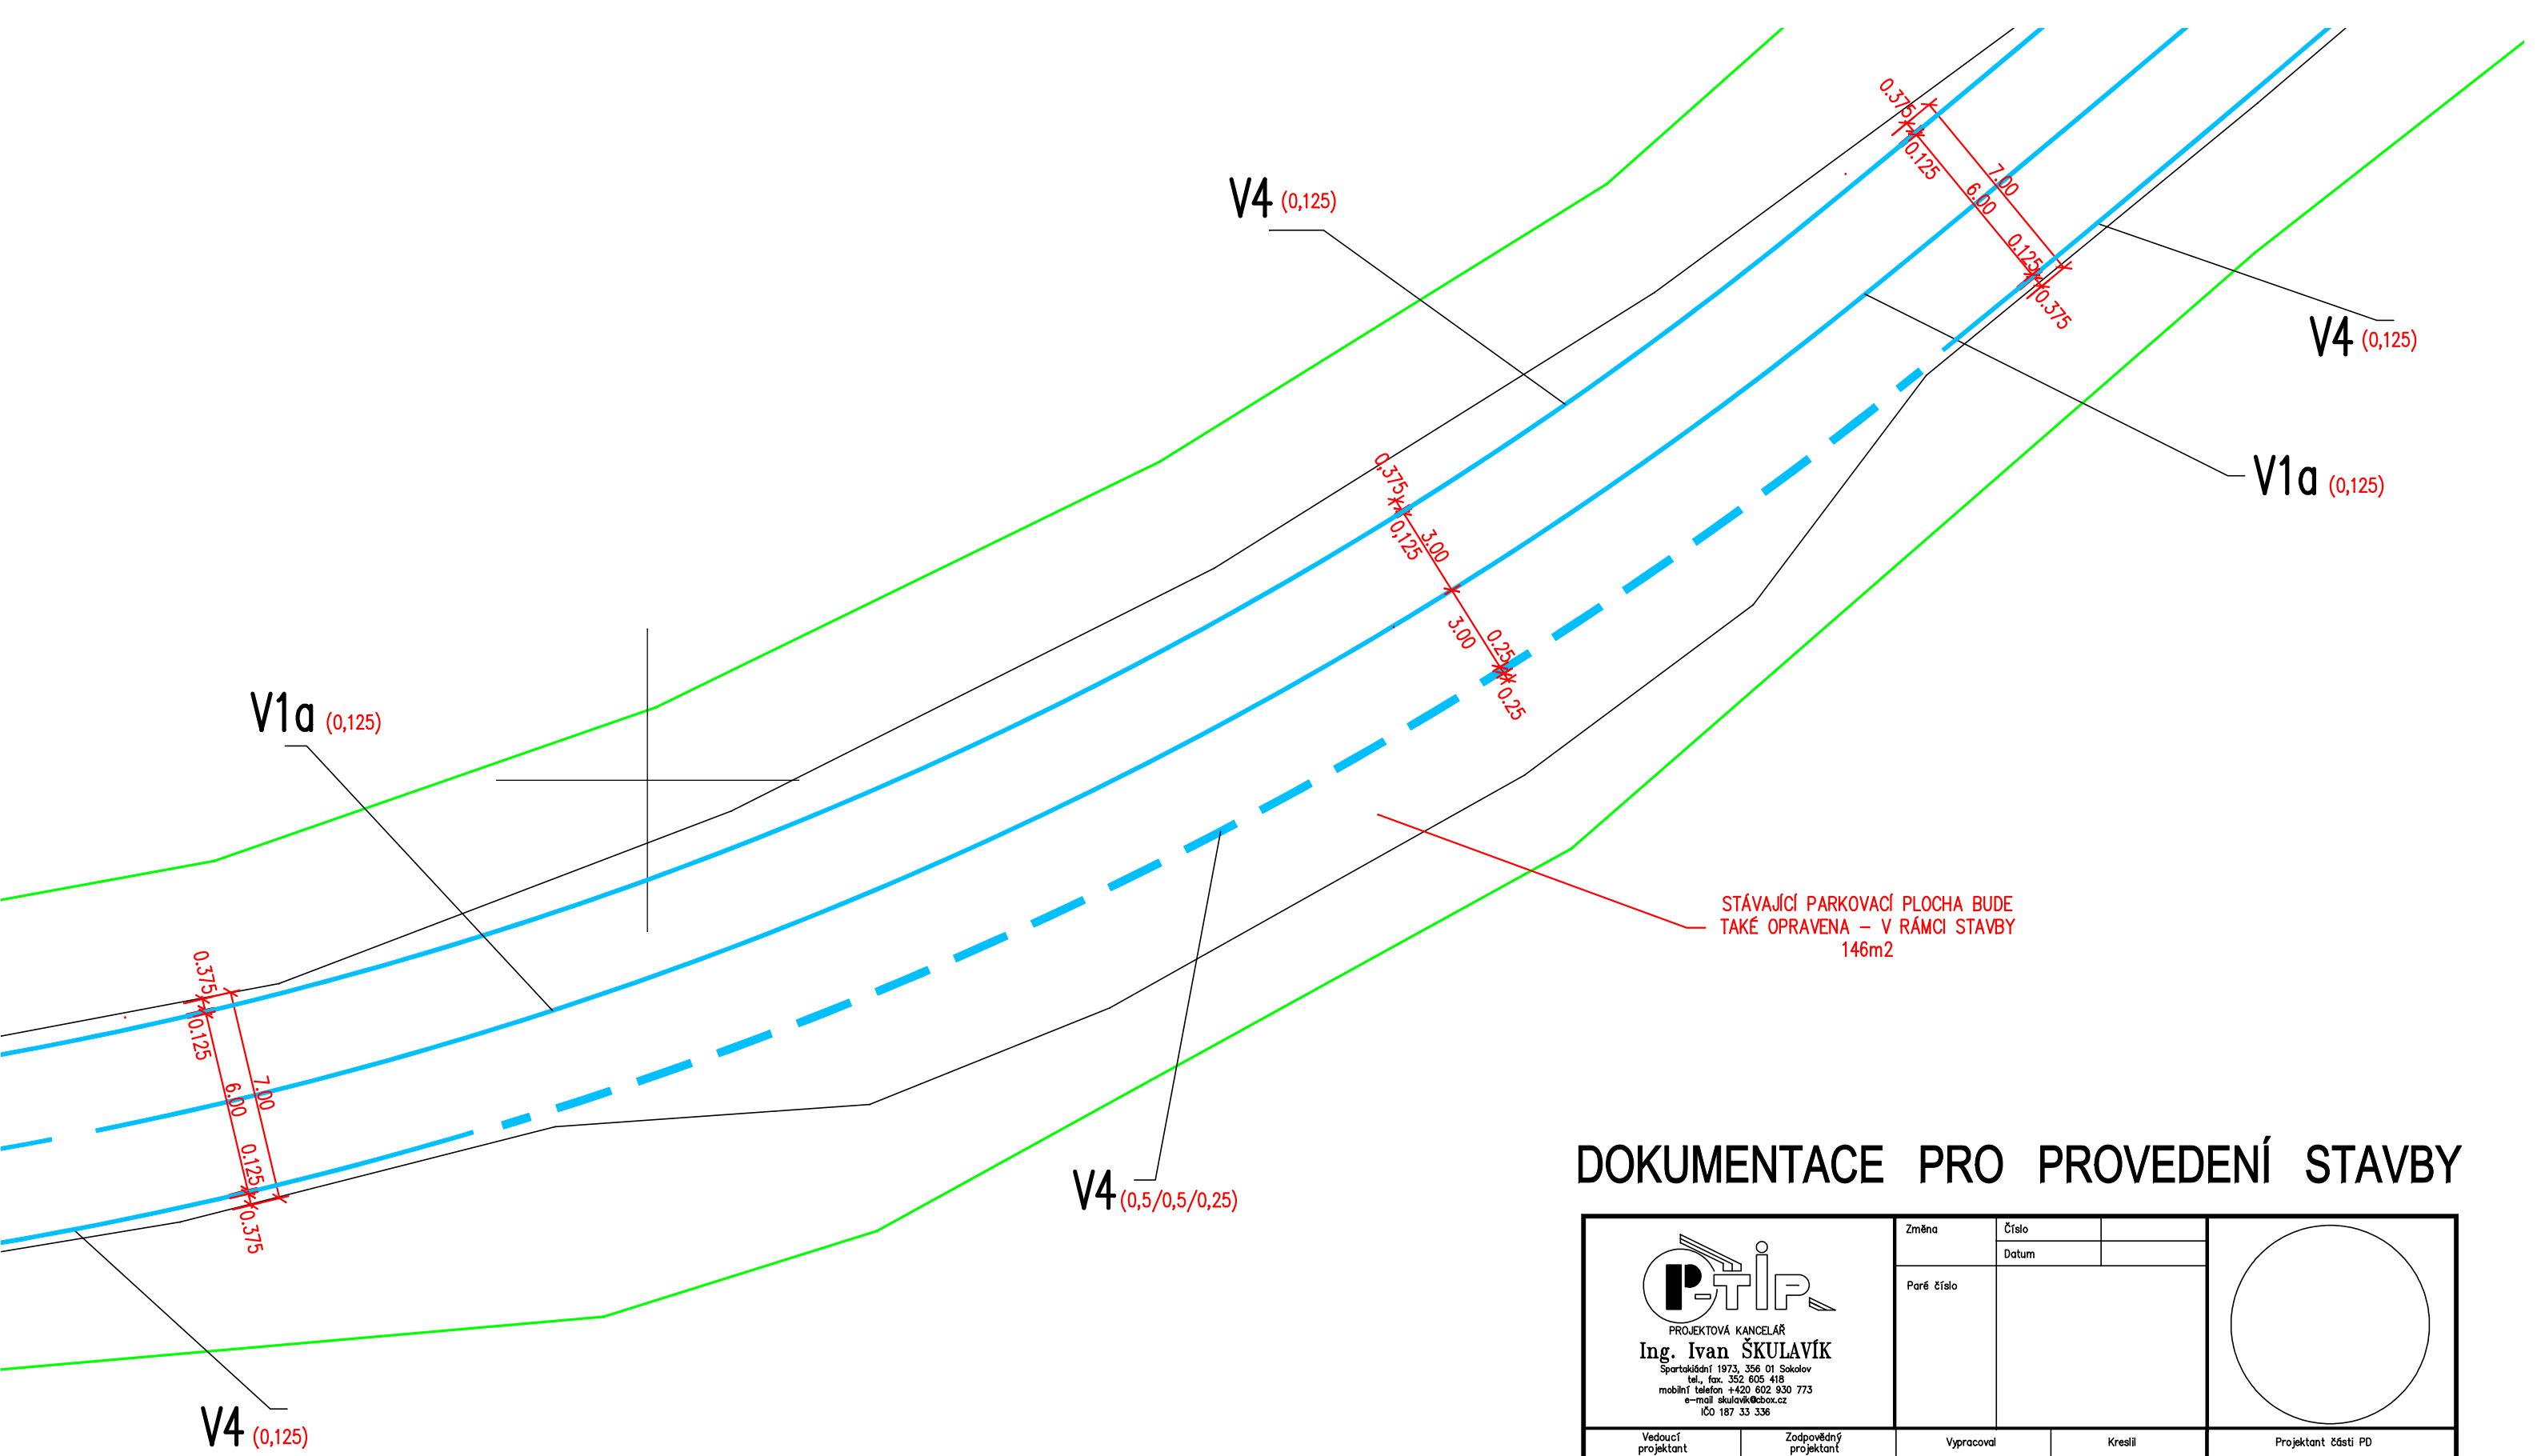 0.375
0.125
7.00
6.00
0.125
0.375
V4 (0,125)
V4 (0,125)
V1a (0,125)
0,375
0,125
3.00
3.00
0.25
0.25
V1a (0,125)
STÁVAJÍCÍ PARKOVACÍ PLOCHA BUDE
TAKÉ OPRAVENA – V RÁMCI STAVBY
146m2
0.375
0.125
6.00
7.00
0.125
0.375
V4 (0,5/0,5/0,25)
V4 (0,125)
DOKUMENTACE PRO PROVEDENÍ STAVBY
P-TIP
PROJEKTOVÁ KANCELÁŘ
Ing. Ivan ŠKULAVÍK
Spartakiádní 1973, 356 01 Sokolov
tel., fax. 352 605 418
mobilní telefon +420 602 930 773
e-mail skulavik@cbox.cz
IČO 187 33 336
Změna
Číslo
Datum
Paré číslo
Vedoucí
projektant
Zodpovědný
projektant
Vypracoval
Kreslil
Projektant části PD